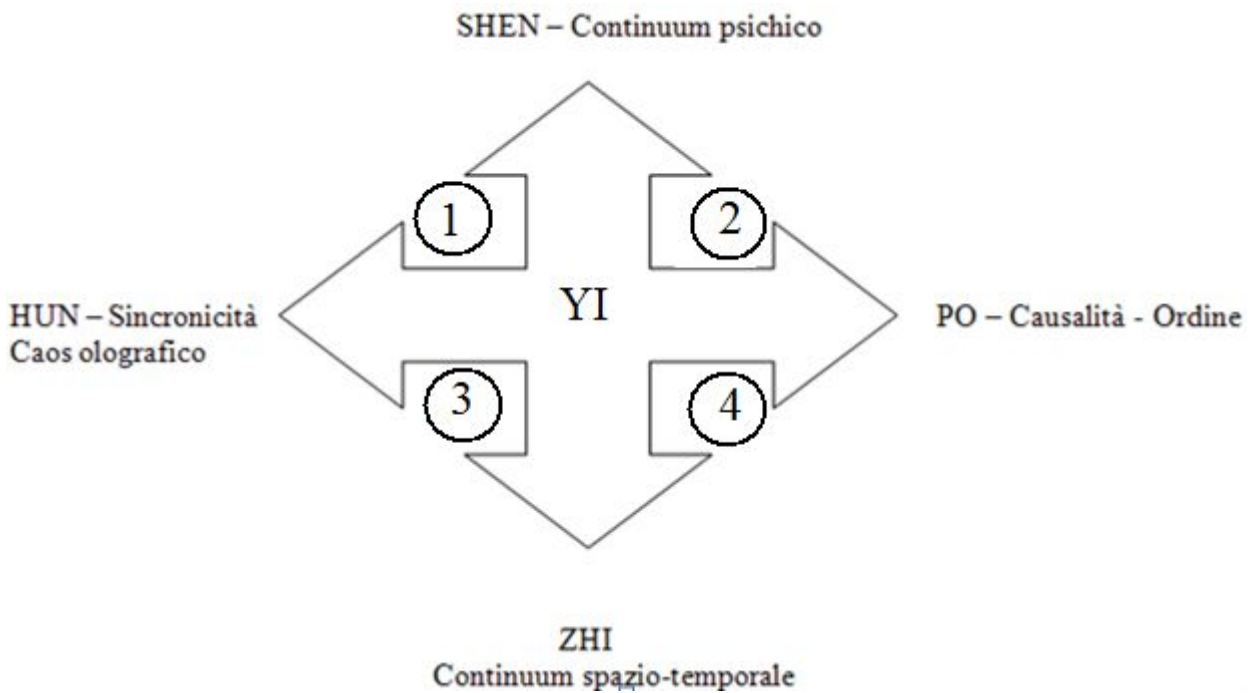 SHEN – Continuum psichico
1
2
HUN – Sincronicità
Caos olografico
YI
PO – Causalità - Ordine
3
4
ZHI
Continuum spazio-temporale